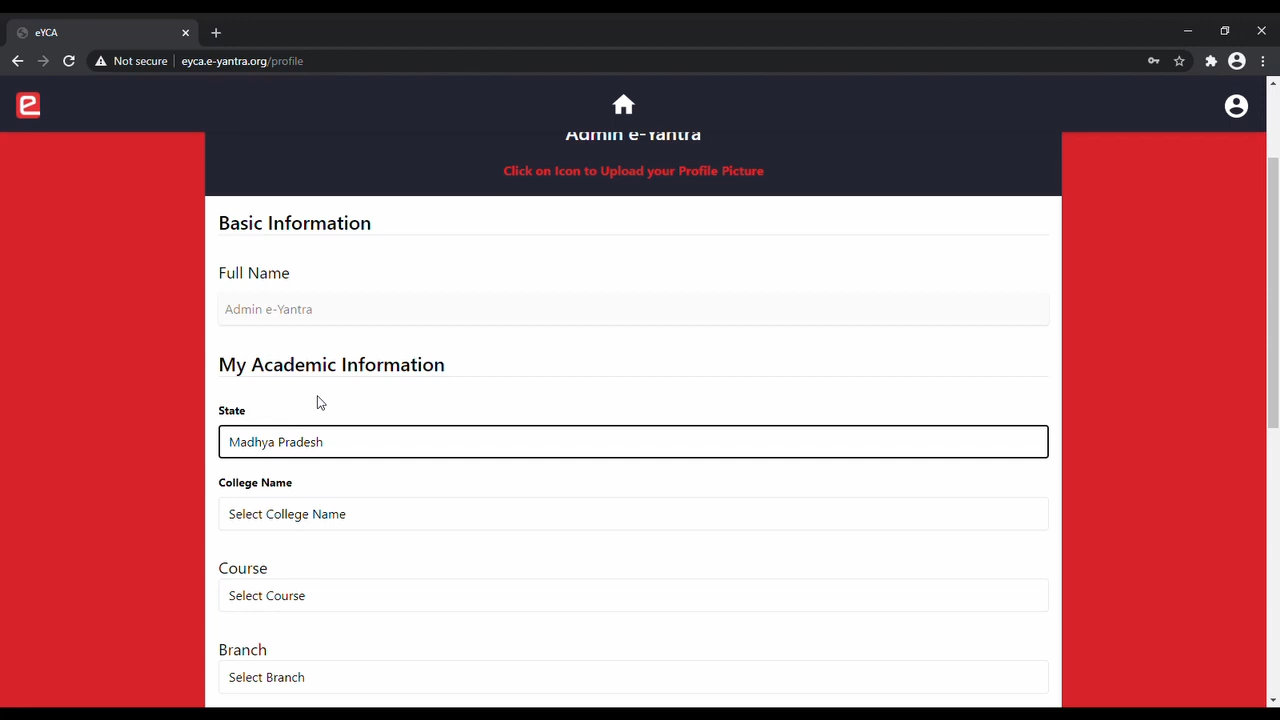 eYCA
Not secure
eyca.e-yantra.org/profile
Admin e-Yantra
Click on Icon to Upload your Profile Picture
Basic Information
Full Name
Admin e-Yantra
My Academic Information
State
Madhya Pradesh
College Name
Select College Name
Course
Select Course
Branch
Select Branch